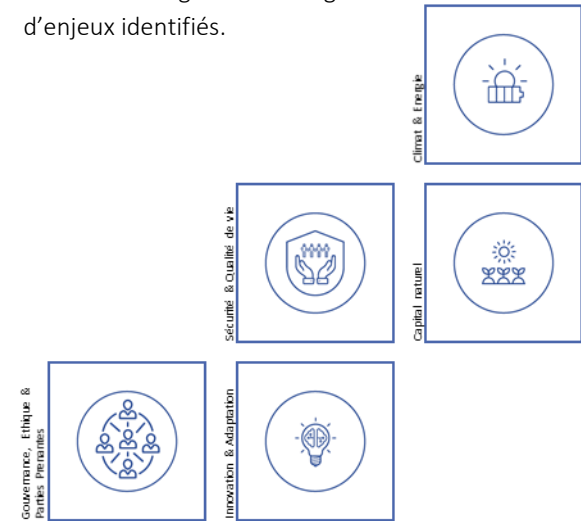 d’enjeux identifiés.
Climat & Energie
Sécurité & Qualité de vie
Capital naturel
Gouvernance, Ethique &
Parties Prenantes
Innovation & Adaptation